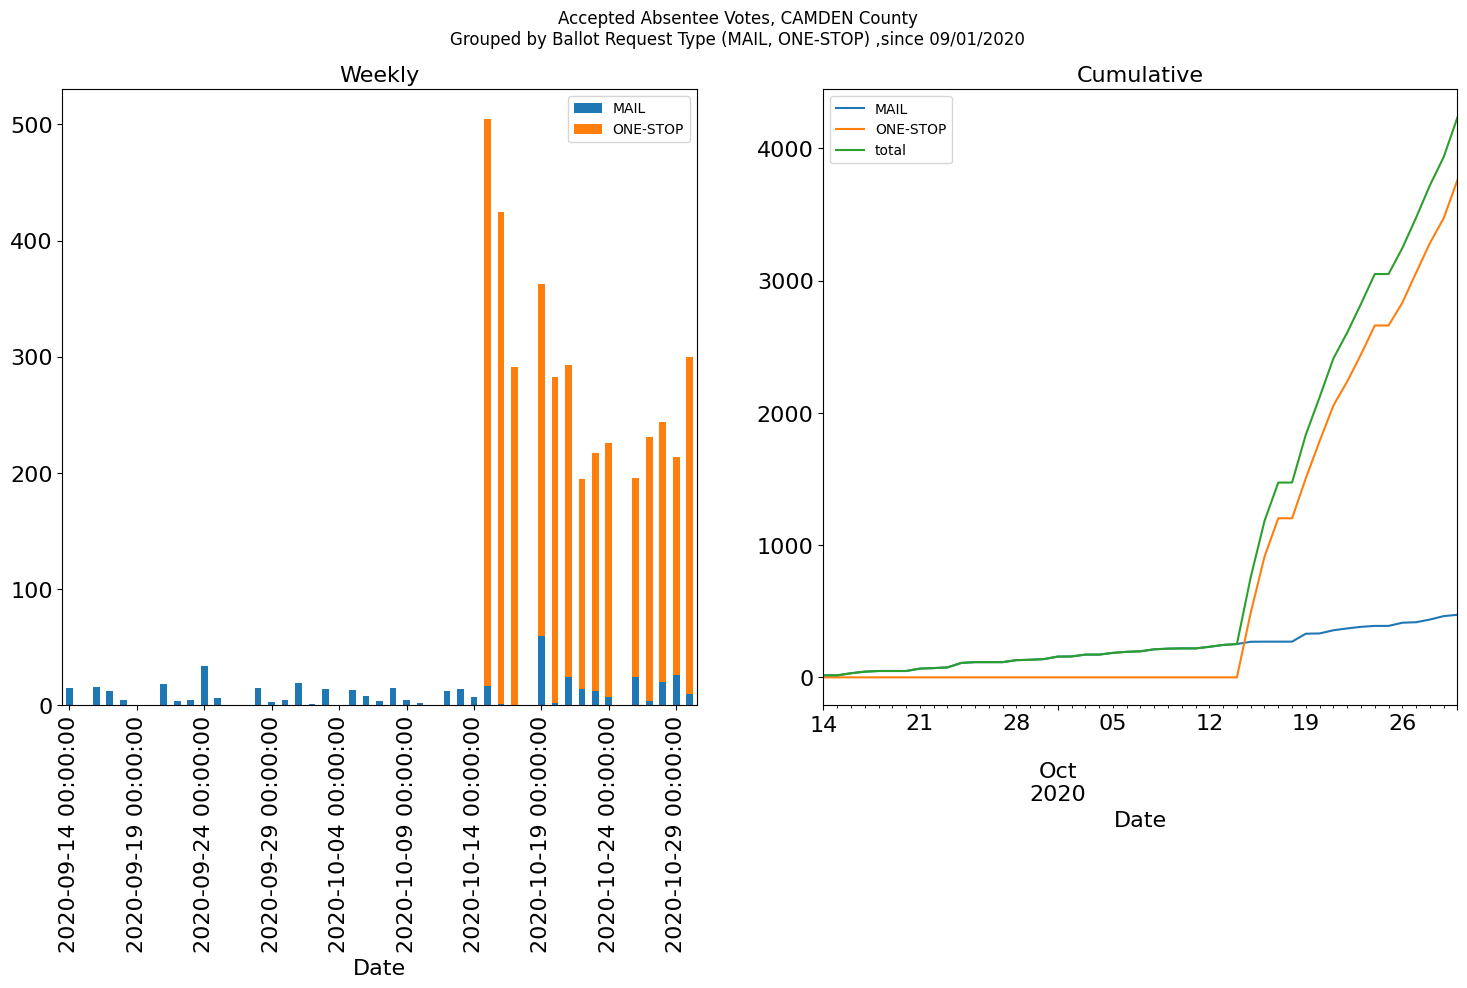 Accepted Absentee Votes, CAMDEN County
Grouped by Ballot Request Type (MAIL, ONE-STOP) ,since 09/01/2020
Weekly
MAIL
ONE-STOP
500
400
300
200
100
0
2020-09-14 00:00:00
2020-09-19 00:00:00
2020-09-24 00:00:00
2020-09-29 00:00:00
2020-10-04 00:00:00
2020-10-09 00:00:00
2020-10-14 00:00:00
2020-10-19 00:00:00
2020-10-24 00:00:00
2020-10-29 00:00:00
Date
Cumulative
MAIL
ONE-STOP
total
4000
3000
2000
1000
0
14 21 28 05 12 19 26
Oct
2020
Date